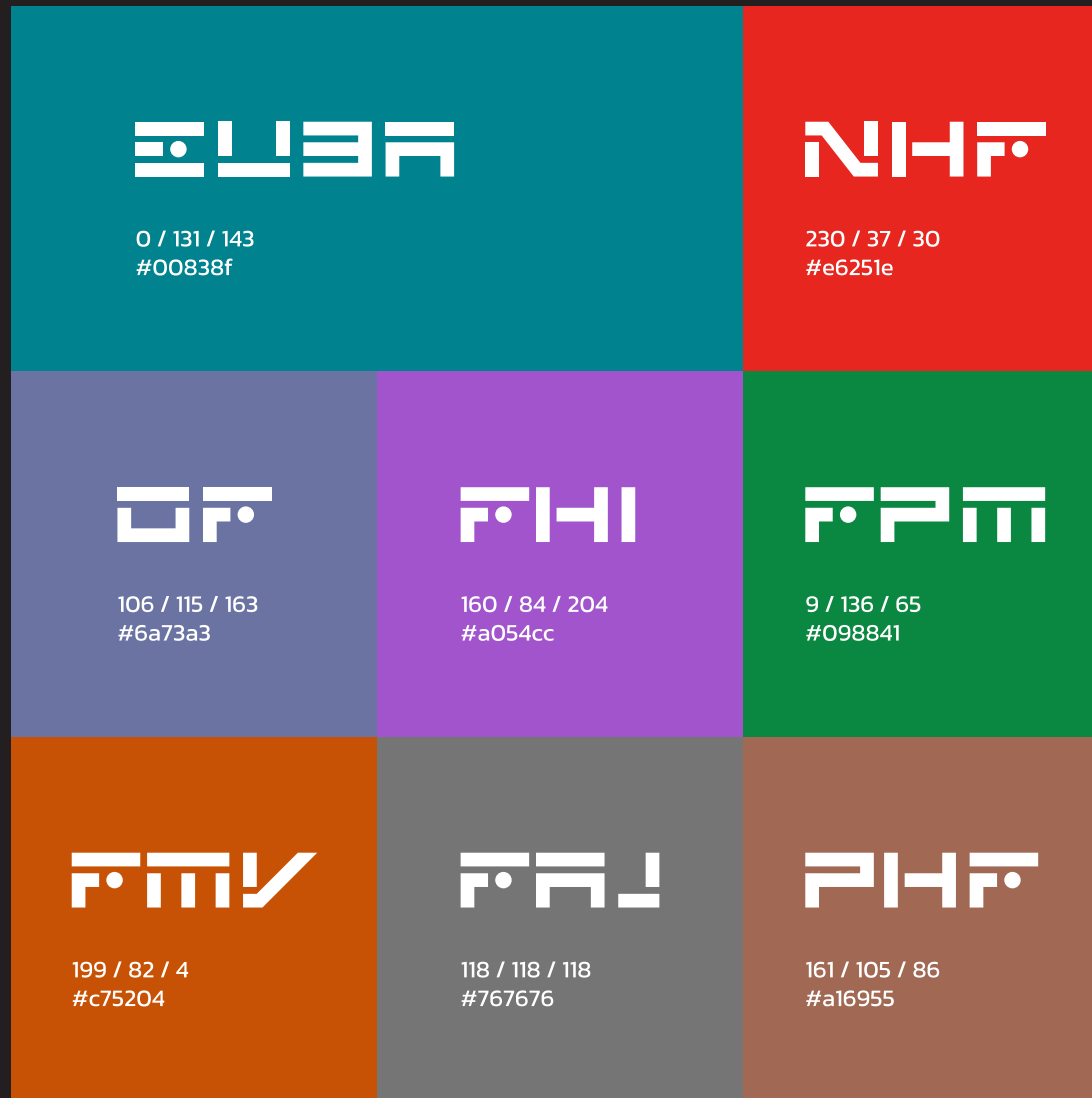 EUBA
0 / 131 / 143
#00838f
NHF
230 / 37 / 30
#e6251e
OF
106 / 115 / 163
#6a73a3
FHI
160 / 84 / 204
#a054cc
FPM
9 / 136 / 65
#098841
FMV
199 / 82 / 4
#c75204
FAJ
118 / 118 / 118
#767676
PHF
161 / 105 / 86
#a16955